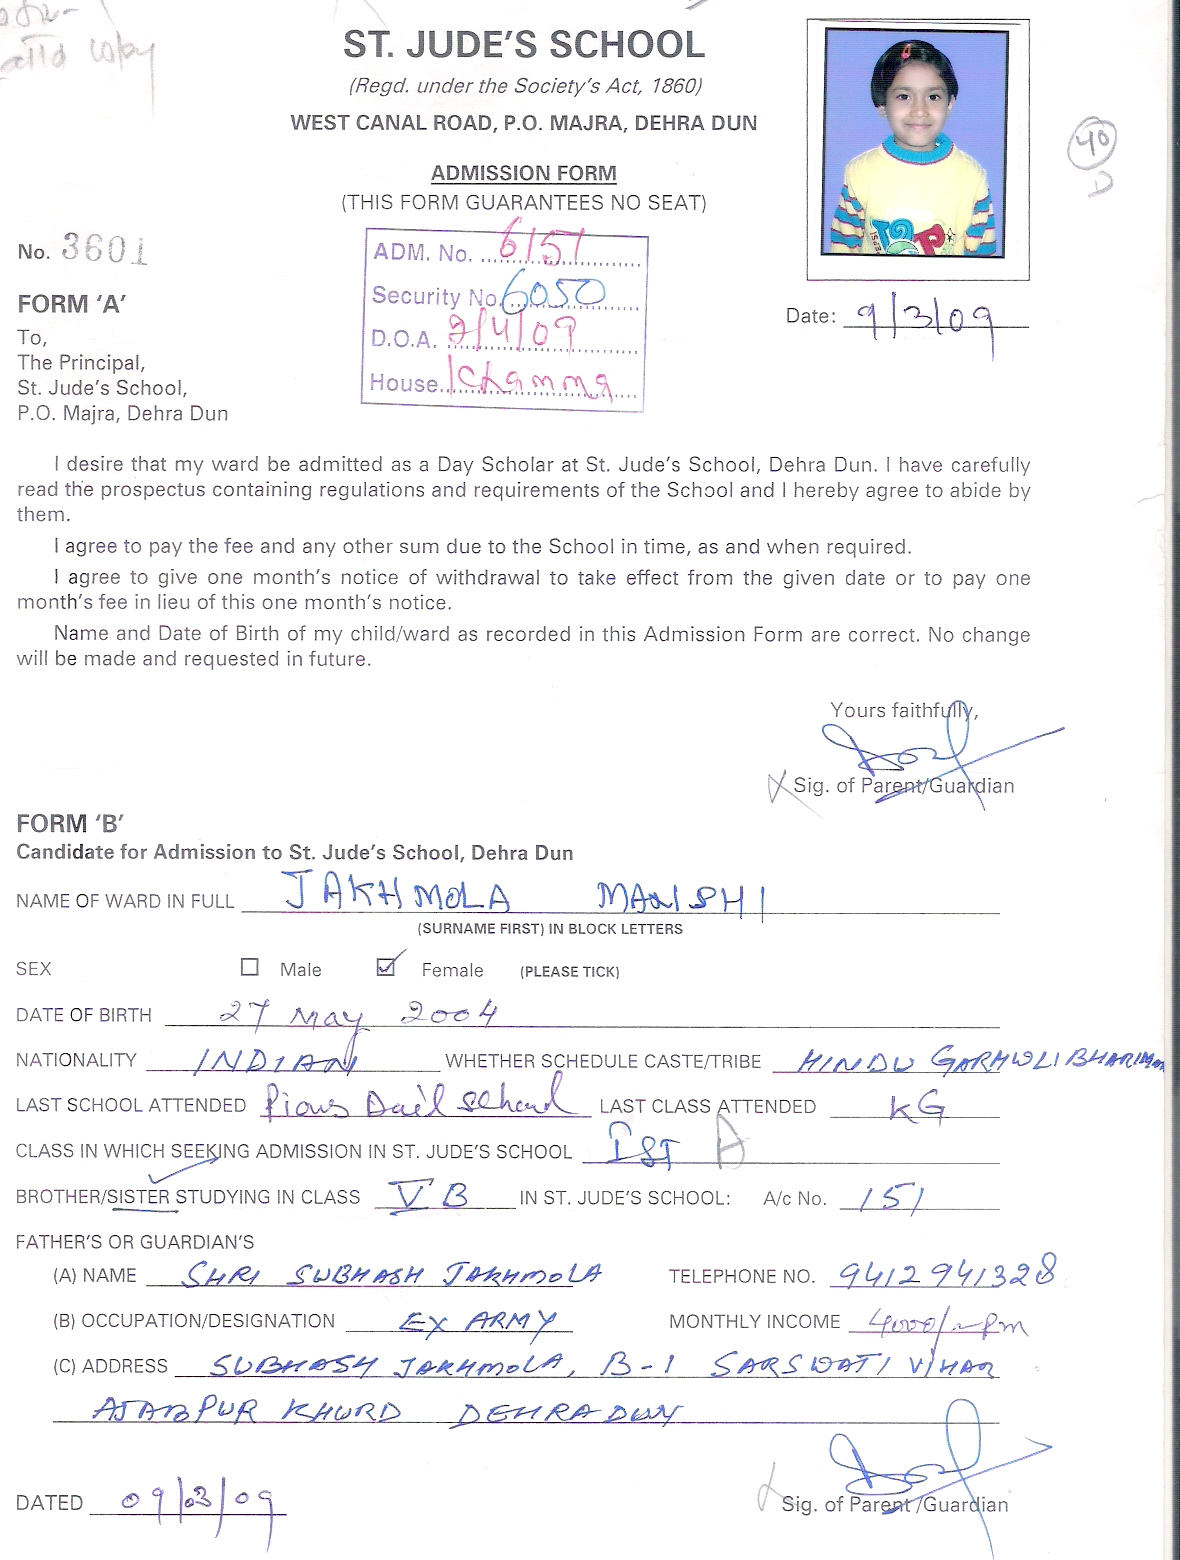 copy
ST. JUDE'S SCHOOL
(Regd. under the Society's Act, 1860)
WEST CANAL ROAD, P.O. MAJRA, DEHRA DUN
40
D
ADMISSION FORM
(THIS FORM GUARANTEES NO SEAT)
No. 3601
ADM. No. 6151
Security No. 6050
D.O.A. 2/4/09
House Khamma
FORM 'A'
Date: 9/3/09
To,
The Principal,
St. Jude's School,
P.O. Majra, Dehra Dun
I desire that my ward be admitted as a Day Scholar at St. Jude's School, Dehra Dun. I have carefully
read the prospectus containing regulations and requirements of the School and I hereby agree to abide by
them.
I agree to pay the fee and any other sum due to the School in time, as and when required.
I agree to give one month's notice of withdrawal to take effect from the given date or to pay one
month's fee in lieu of this one month's notice.
Name and Date of Birth of my child/ward as recorded in this Admission Form are correct. No change
will be made and requested in future.
Yours faithfully,
Sig. of Parent/Guardian
FORM 'B'
Candidate for Admission to St. Jude's School, Dehra Dun
NAME OF WARD IN FULL JAKHMOLA MANISHI
(SURNAME FIRST) IN BLOCK LETTERS
SEX Male Female (PLEASE TICK)
DATE OF BIRTH 27 May 2004
NATIONALITY INDIAN WHETHER SCHEDULE CASTE/TRIBE HINDU
LAST SCHOOL ATTENDED Pious school LAST CLASS ATTENDED KG
CLASS IN WHICH SEEKING ADMISSION IN ST. JUDE'S SCHOOL IST A
BROTHER/SISTER STUDYING IN CLASS V B IN ST. JUDE'S SCHOOL: A/c No. 151
FATHER'S OR GUARDIAN'S
(A) NAME SHRI SUBHASH JAKHMOLA TELEPHONE NO. 9412941328
(B) OCCUPATION/DESIGNATION EX ARMY MONTHLY INCOME 4000/- Pm
(C) ADDRESS SUBHASH JAKHMOLA, B-1 SARSWATI VIHAR
AJABPUR KHURD DEHRADUN
DATED 09/03/09
Sig. of Parent /Guardian